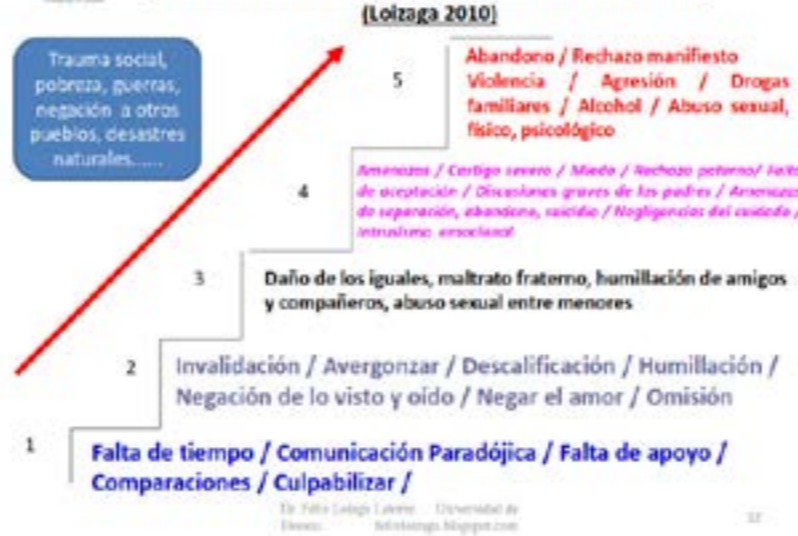 (Loizaga 2010)
Trauma social,
pobreza, guerras,
negación a otros
pueblos, desastres
naturales......
5
Abandono / Rechazo manifiesto
Violencia / Agresión / Drogas
familiares / Alcohol / Abuso sexual,
físico, psicológico
4
Amenazas / Castigo severo / Miedo / Rechazo paterno/ Falta
de aceptación / Discusiones graves de los padres / Amenazas
de separación, abandono, suicidio / Negligencias del cuidado /
Intrusismo emocional
3
Daño de los iguales, maltrato fraterno, humillación de amigos
y compañeros, abuso sexual entre menores
2
Invalidación / Avergonzar / Descalificación / Humillación /
Negación de lo visto y oído / Negar el amor / Omisión
1
Falta de tiempo / Comunicación Paradójica / Falta de apoyo /
Comparaciones / Culpabilizar /
Universidad de